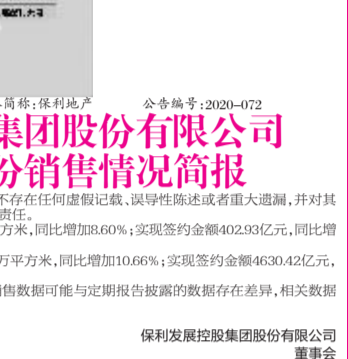 简称:保利地产 公告编号:2020-072
集团股份有限公司
分销售情况简报
不存在任何虚假记载、误导性陈述或者重大遗漏,并对其
责任。
方米,同比增加8.60%;实现签约金额402.93亿元,同比增
万平方米,同比增加10.66%;实现签约金额4630.42亿元,
售数据可能与定期报告披露的数据存在差异,相关数据
保利发展控股集团股份有限公司
董事会